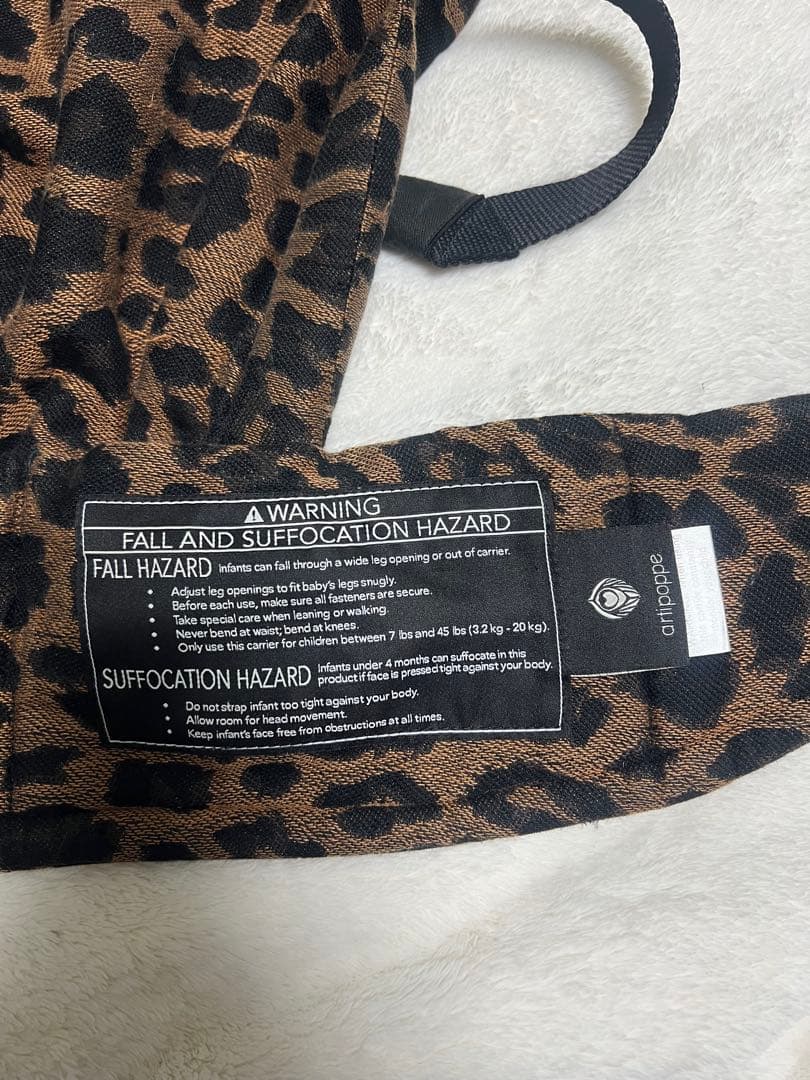 ⚠WARNING
FALL AND SUFFOCATION HAZARD
FALL HAZARD Infants can fall through a wide leg opening or out of carrier.
• Adjust leg openings to fit baby's legs snugly.
• Before each use, make sure all fasteners are secure.
• Take special care when leaning or walking.
• Never bend at waist; bend at knees.
• Only use this carrier for children between 7 lbs and 45 lbs (3.2 kg - 20 kg).
SUFFOCATION HAZARD Infants under 4 months can suffocate in this
product if face is pressed tight against your body.
• Do not strap infant too tight against your body.
• Allow room for head movement.
• Keep infant's face free from obstructions at all times.
artipoppe